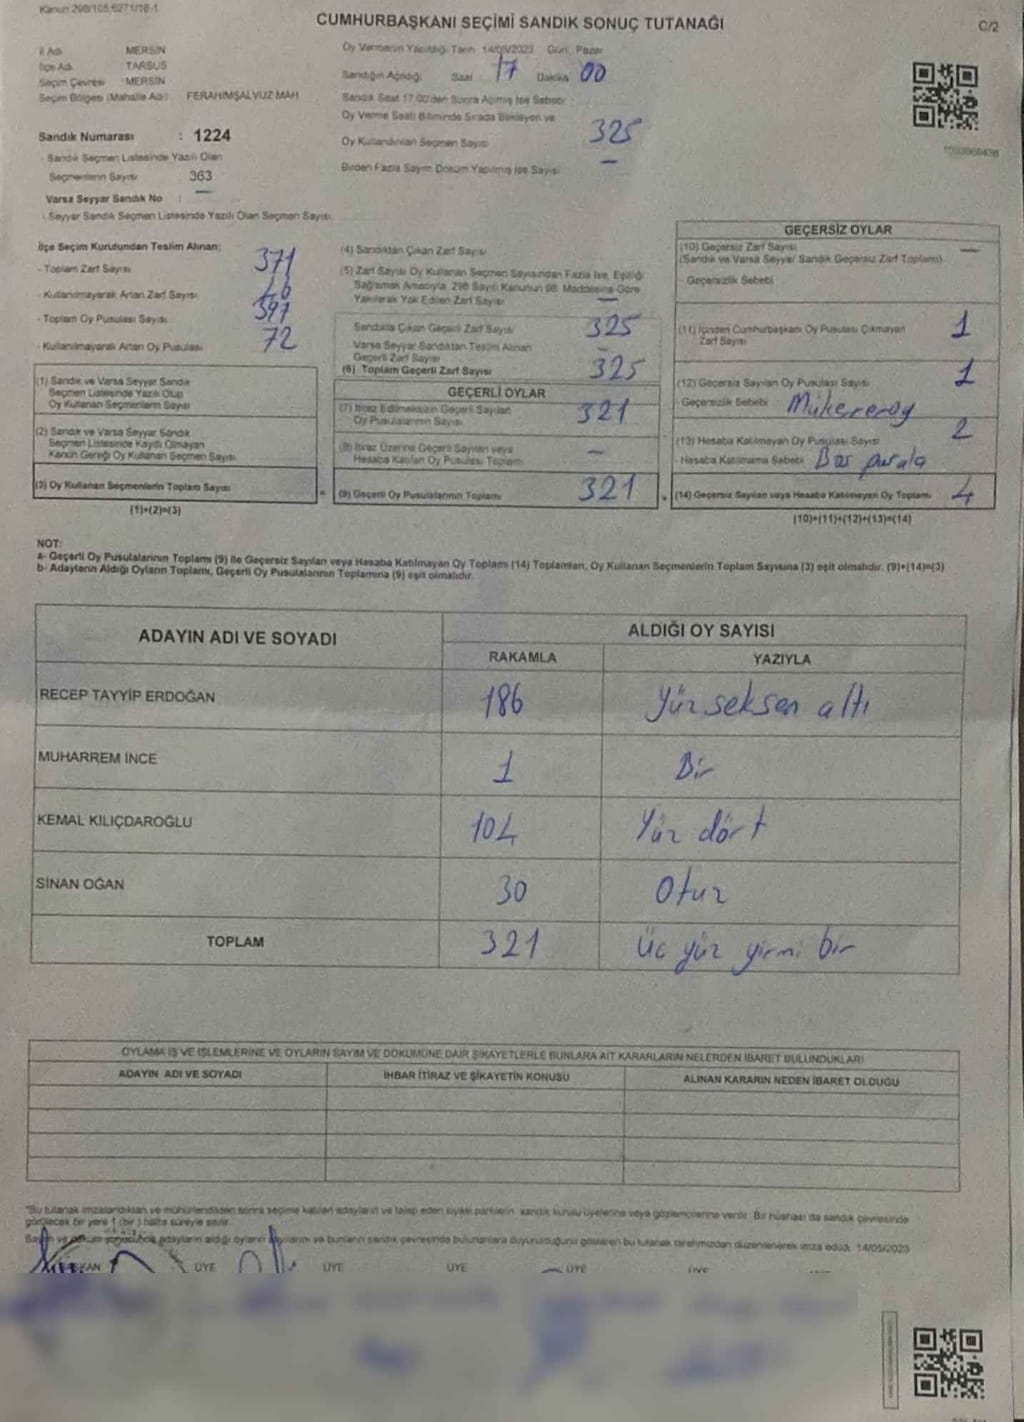 Kanun:298/105,6271/18-1
CUMHURBAŞKANI SEÇİMİ SANDIK SONUÇ TUTANAĞI
C/2
İl Adı : MERSİN
İlçe Adı : TARSUS
Seçim Çevresi : MERSİN
Seçim Bölgesi (Mahalle Adı) : FERAHİMŞALVUZ MAH
Sandık Numarası : 1224
- Sandık Seçmen Listesinde Yazılı Olan
Seçmenlerin Sayısı 363
Varsa Seyyar Sandık No : —
- Seyyar Sandık Seçmen Listesinde Yazılı Olan Seçmen Sayısı
Oy Vermenin Yapıldığı Tarih 14/05/2023 Gün: Pazar
Sandığın Açıldığı Saat 17 Dakika 00
Sandık Saat 17:00'den Sonra Açılmış İse Sebebi :
Oy Verme Saati Bitiminde Sırada Bekleyen ve
Oy Kullandırılan Seçmen Sayısı 325
Birden Fazla Sayım Döküm Yapılmış İse Sayısı —
İlçe Seçim Kurulundan Teslim Alınan:
- Toplam Zarf Sayısı 371
- Kullanılmayarak Artan Zarf Sayısı
- Toplam Oy Pusulası Sayısı 397
- Kullanılmayarak Artan Oy Pusulası 72
(1) Sandık ve Varsa Seyyar Sandık
Seçmen Listesinde Yazılı Olup
Oy Kullanan Seçmenlerin Sayısı
(2) Sandık ve Varsa Seyyar Sandık
Seçmen Listesinde Kayıtlı Olmayan
Kanun Gereği Oy Kullanan Seçmen Sayısı
(3) Oy Kullanan Seçmenlerin Toplam Sayısı
(1)+(2)=(3)
(4) Sandıktan Çıkan Zarf Sayısı
(5) Zarf Sayısı Oy Kullanan Seçmen Sayısından Fazla İse, Eşitliği
Sağlamak Amacıyla, 298 Sayılı Kanunun 98. Maddesine Göre
Yakılarak Yok Edilen Zarf Sayısı —
Sandıkta Çıkan Geçerli Zarf Sayısı 325
Varsa Seyyar Sandıktan Teslim Alınan
Geçerli Zarf Sayısı —
(6) Toplam Geçerli Zarf Sayısı 325
GEÇERLİ OYLAR
(7) İtiraz Edilmeksizin Geçerli Sayılan
Oy Pusulalarının Sayısı 321
(8) İtiraz Üzerine Geçerli Sayılan veya
Hesaba Katılan Oy Pusulası Toplamı —
(9) Geçerli Oy Pusulalarının Toplamı 321
GEÇERSİZ OYLAR
(10) Geçersiz Zarf Sayısı —
(Sandık ve Varsa Seyyar Sandık Geçersiz Zarf Toplamı)
- Geçersizlik Sebebi
(11) İçinden Cumhurbaşkanı Oy Pusulası Çıkmayan
Zarf Sayısı 1
(12) Geçersiz Sayılan Oy Pusulası Sayısı 1
- Geçersizlik Sebebi Mükereroy
(13) Hesaba Katılmayan Oy Pusulası Sayısı 2
- Hesaba Katılmama Sebebi Boş pusula
(14) Geçersiz Sayılan veya Hesaba Katılmayan Oy Toplamı 4
(10)+(11)+(12)+(13)=(14)
NOT:
a- Geçerli Oy Pusulalarının Toplamı (9) ile Geçersiz Sayılan veya Hesaba Katılmayan Oy Toplamı (14) Toplamları, Oy Kullanan Seçmenlerin Toplam Sayısına (3) eşit olmalıdır. (9)+(14)=(3)
b- Adayların Aldığı Oyların Toplamı, Geçerli Oy Pusulalarının Toplamına (9) eşit olmalıdır.
ADAYIN ADI VE SOYADI
ALDIĞI OY SAYISI
RAKAMLA YAZIYLA
RECEP TAYYİP ERDOĞAN 186 Yüz seksen altı
MUHARREM İNCE 1 Bir
KEMAL KILIÇDAROĞLU 104 Yüz dört
SİNAN OĞAN 30 Otuz
TOPLAM 321 üç yüz yirmi bir
OYLAMA İŞ VE İŞLEMLERİNE VE OYLARIN SAYIM VE DÖKÜMÜNE DAİR ŞİKAYETLERLE BUNLARA AİT KARARLARIN NELERDEN İBARET BULUNDUKLARI
ADAYIN ADI VE SOYADI İHBAR İTİRAZ VE ŞİKAYETİN KONUSU ALINAN KARARIN NEDEN İBARET OLDUĞU
"Bu tutanak imzalandıktan ve mühürlendikten sonra seçime katılan adayların ve talep eden siyasi partilerin sandık kurulu üyelerine veya gözlemcilerine verilir. Bir nüshası da sandık çevresinde
görülecek bir yere 1 (bir) hafta süreyle asılır.
adayların aldığı oyların sayılarını ve bunların sandık çevresinde bulunanlara duyurulduğunu gösteren bu tutanak tarafımızdan düzenlenerek imza edildi. 14/05/2023
BAŞKAN ÜYE ÜYE ÜYE ÜYE ÜYE